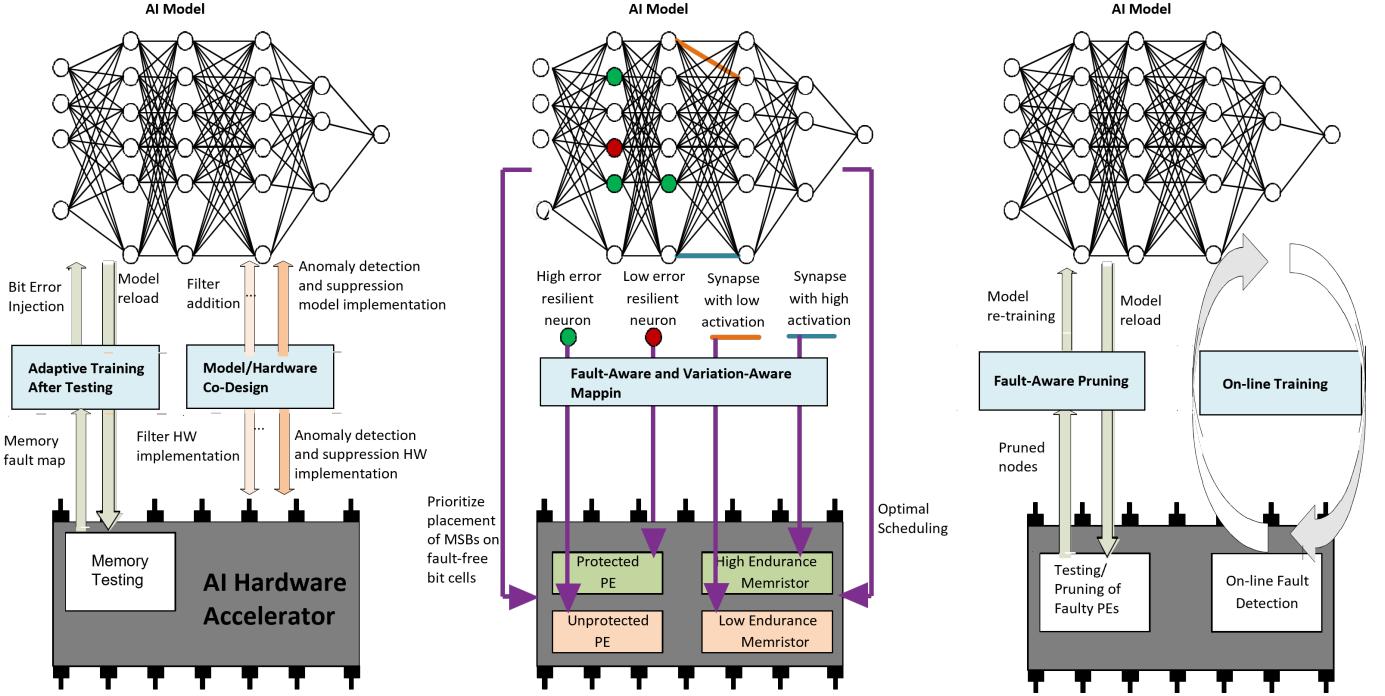 AI Model
Bit Error
Injection
Model
reload
Filter
addition
...
Anomaly detection
and suppression
model implementation
Adaptive Training
After Testing
Model/Hardware
Co-Design
Memory
fault map
Filter HW
implementation
...
Anomaly detection
and suppression HW
implementation
Memory
Testing
AI Hardware
Accelerator
AI Model
High error
resilient
neuron
Low error
resilient
neuron
Synapse
with low
activation
Synapse
with high
activation
Fault-Aware and Variation-Aware
Mappin
Prioritize
placement
of MSBs on
fault-free
bit cells
Optimal
Scheduling
Protected
PE
High Endurance
Memristor
Unprotected
PE
Low Endurance
Memristor
AI Model
Model
re-training
Model
reload
Fault-Aware Pruning
On-line Training
Pruned
nodes
Testing/
Pruning of
Faulty PEs
On-line Fault
Detection